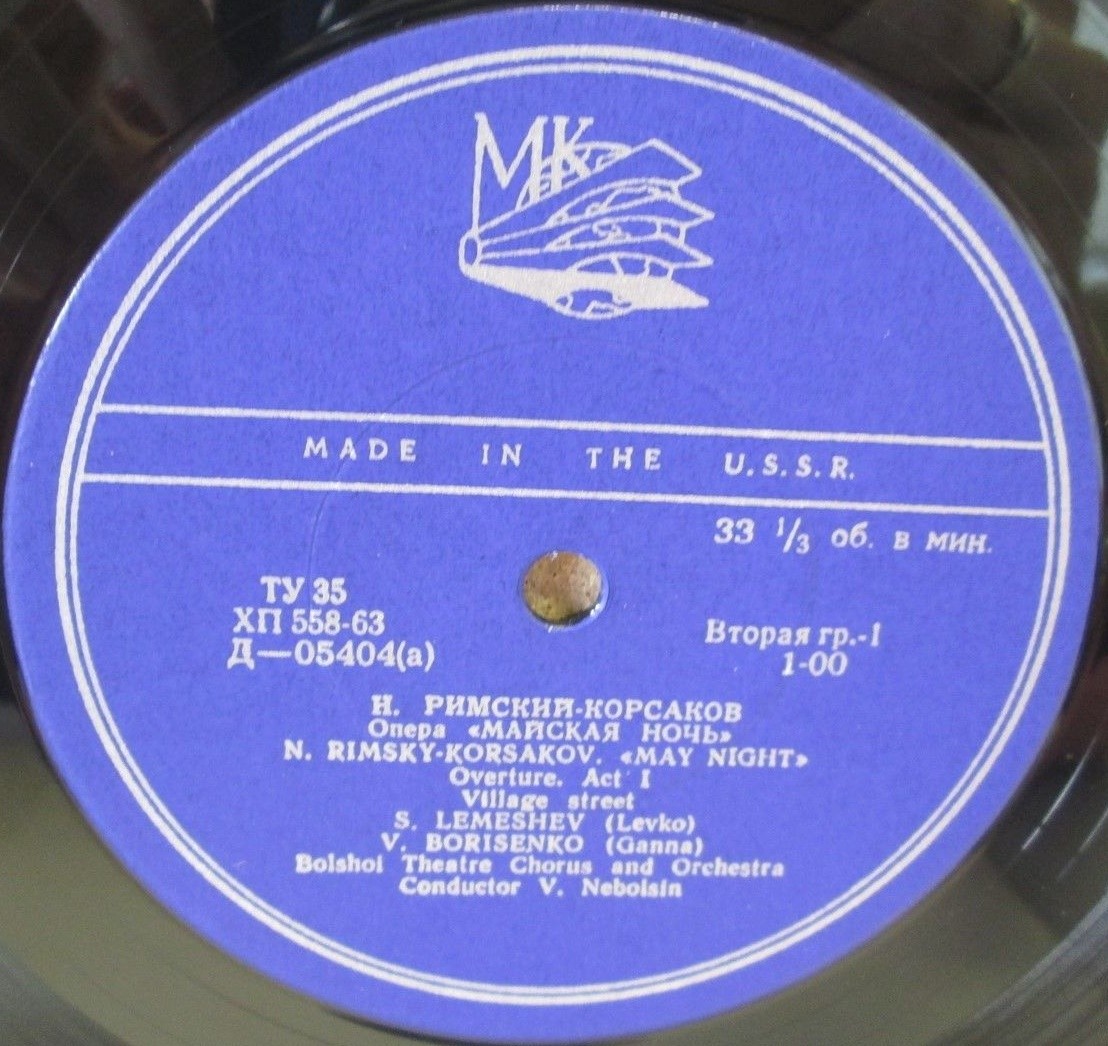 МК
MADE IN THE U.S.S.R.
33 1/3 об. в мин.
ТУ 35
ХП 558-63
Д—05404(а)
Вторая гр.-1
1-00
Н. РИМСКИЙ-КОРСАКОВ
Опера «МАЙСКАЯ НОЧЬ»
N. RIMSKY-KORSAKOV. «MAY NIGHT»
Overture. Act I
Village street
S. LEMESHEV (Levko)
V. BORISENKO (Ganna)
Bolshoi Theatre Chorus and Orchestra
Conductor V. Nebolsin